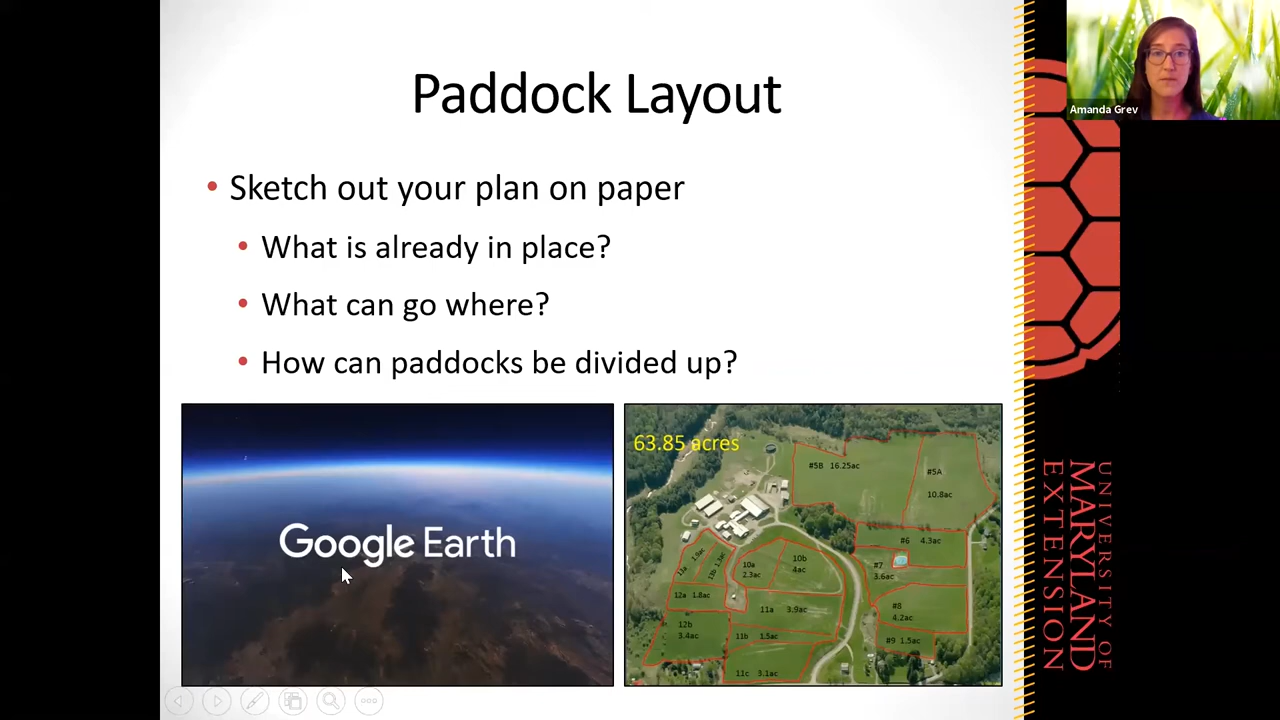 Paddock Layout
Sketch out your plan on paper
What is already in place?
What can go where?
How can paddocks be divided up?
Google Earth
63.85 acres
#5B 16.25ac
#5A
10.8ac
#6 4.3ac
#7
3.6ac
#8
4.2ac
#9 1.5ac
10a
2.3ac
10b
4ac
11a 3.9ac
11b 1.5ac
11c 3.1ac
12a 1.8ac
12b
3.4ac
13b
Amanda Grev
UNIVERSITY OF
MARYLAND
EXTENSION